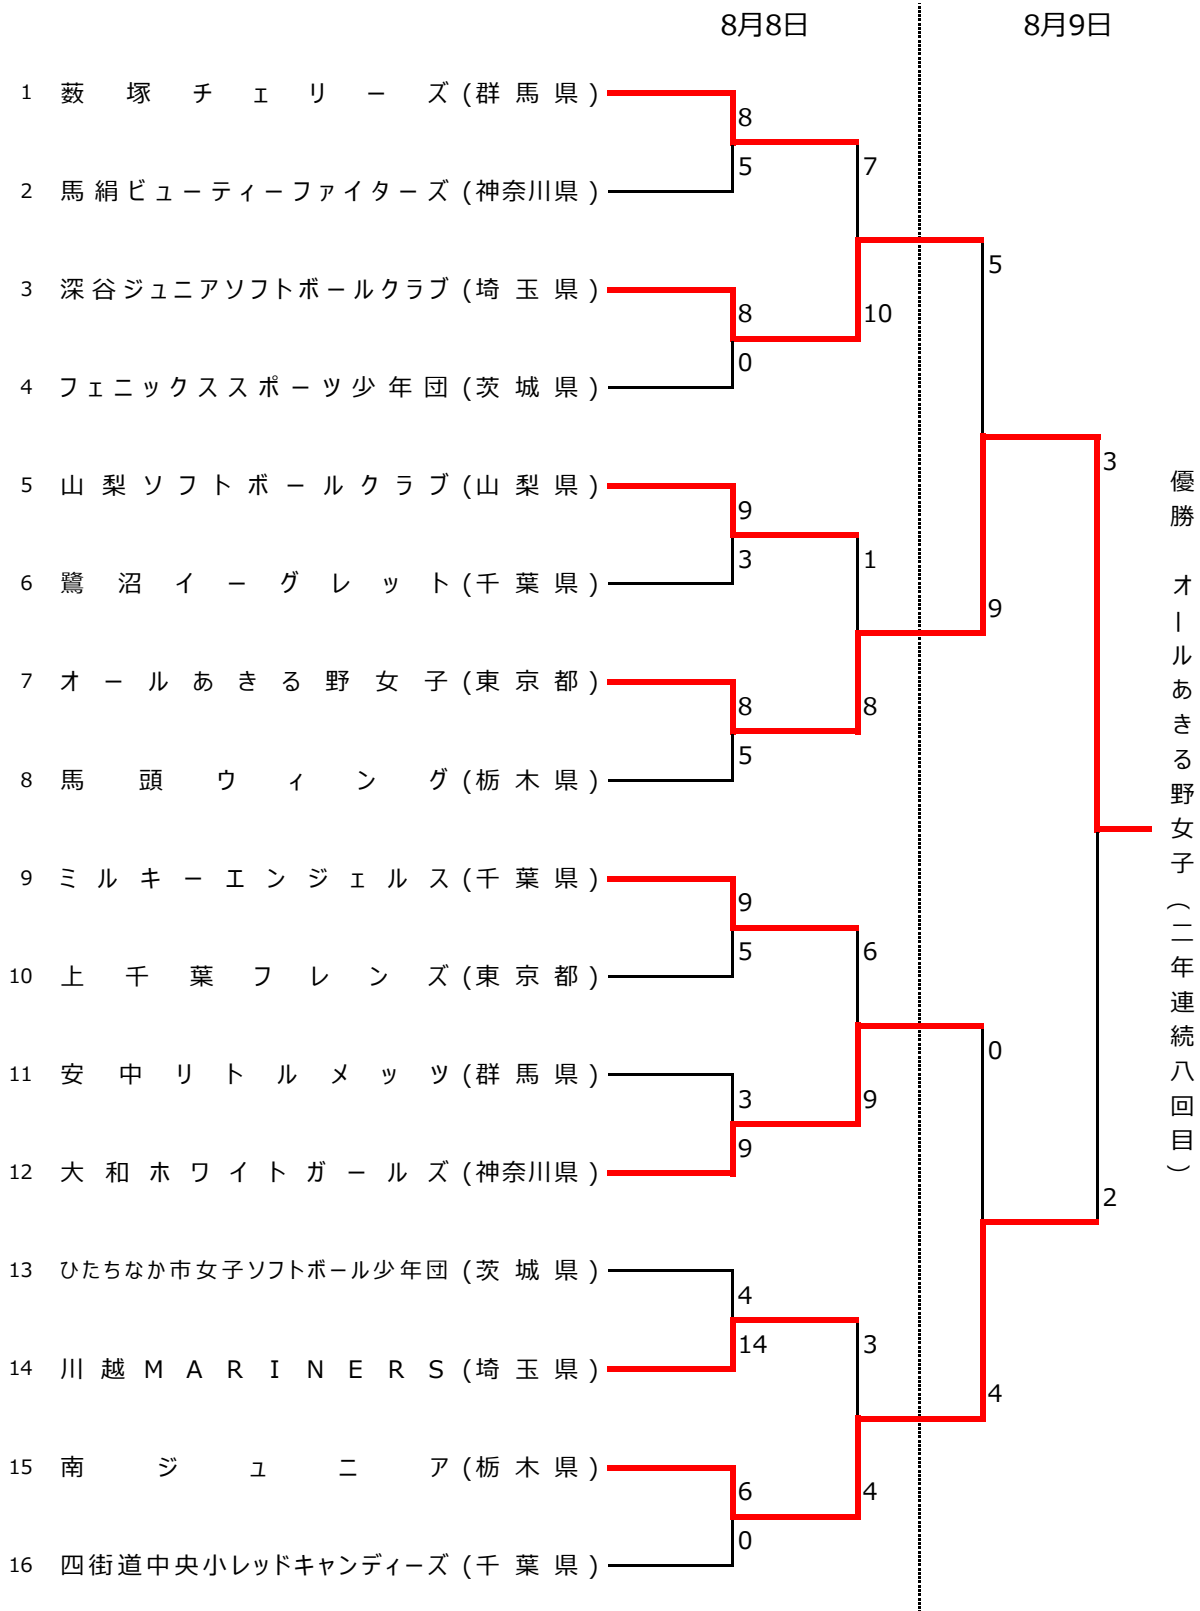 8月8日 8月9日
1 薮塚チェリーズ(群馬県)
8
5
7
2 馬絹ビューティーファイターズ(神奈川県)
5
3 深谷ジュニアソフトボールクラブ(埼玉県)
8
10
0
4 フェニックススポーツ少年団(茨城県)
3
5 山梨ソフトボールクラブ(山梨県)
9
3
1
6 鷺沼イーグレット(千葉県)
9
7 オールあきる野女子(東京都)
8
8
5
8 馬頭ウィング(栃木県)
優勝 オールあきる野女子(二年連続八回目)
9 ミルキーエンジェルス(千葉県)
9
5
6
10 上千葉フレンズ(東京都)
0
11 安中リトルメッツ(群馬県)
3
9
9
12 大和ホワイトガールズ(神奈川県)
2
13 ひたちなか市女子ソフトボール少年団(茨城県)
4
14
3
14 川越MARINERS(埼玉県)
4
15 南ジュニア(栃木県)
6
4
0
16 四街道中央小レッドキャンディーズ(千葉県)